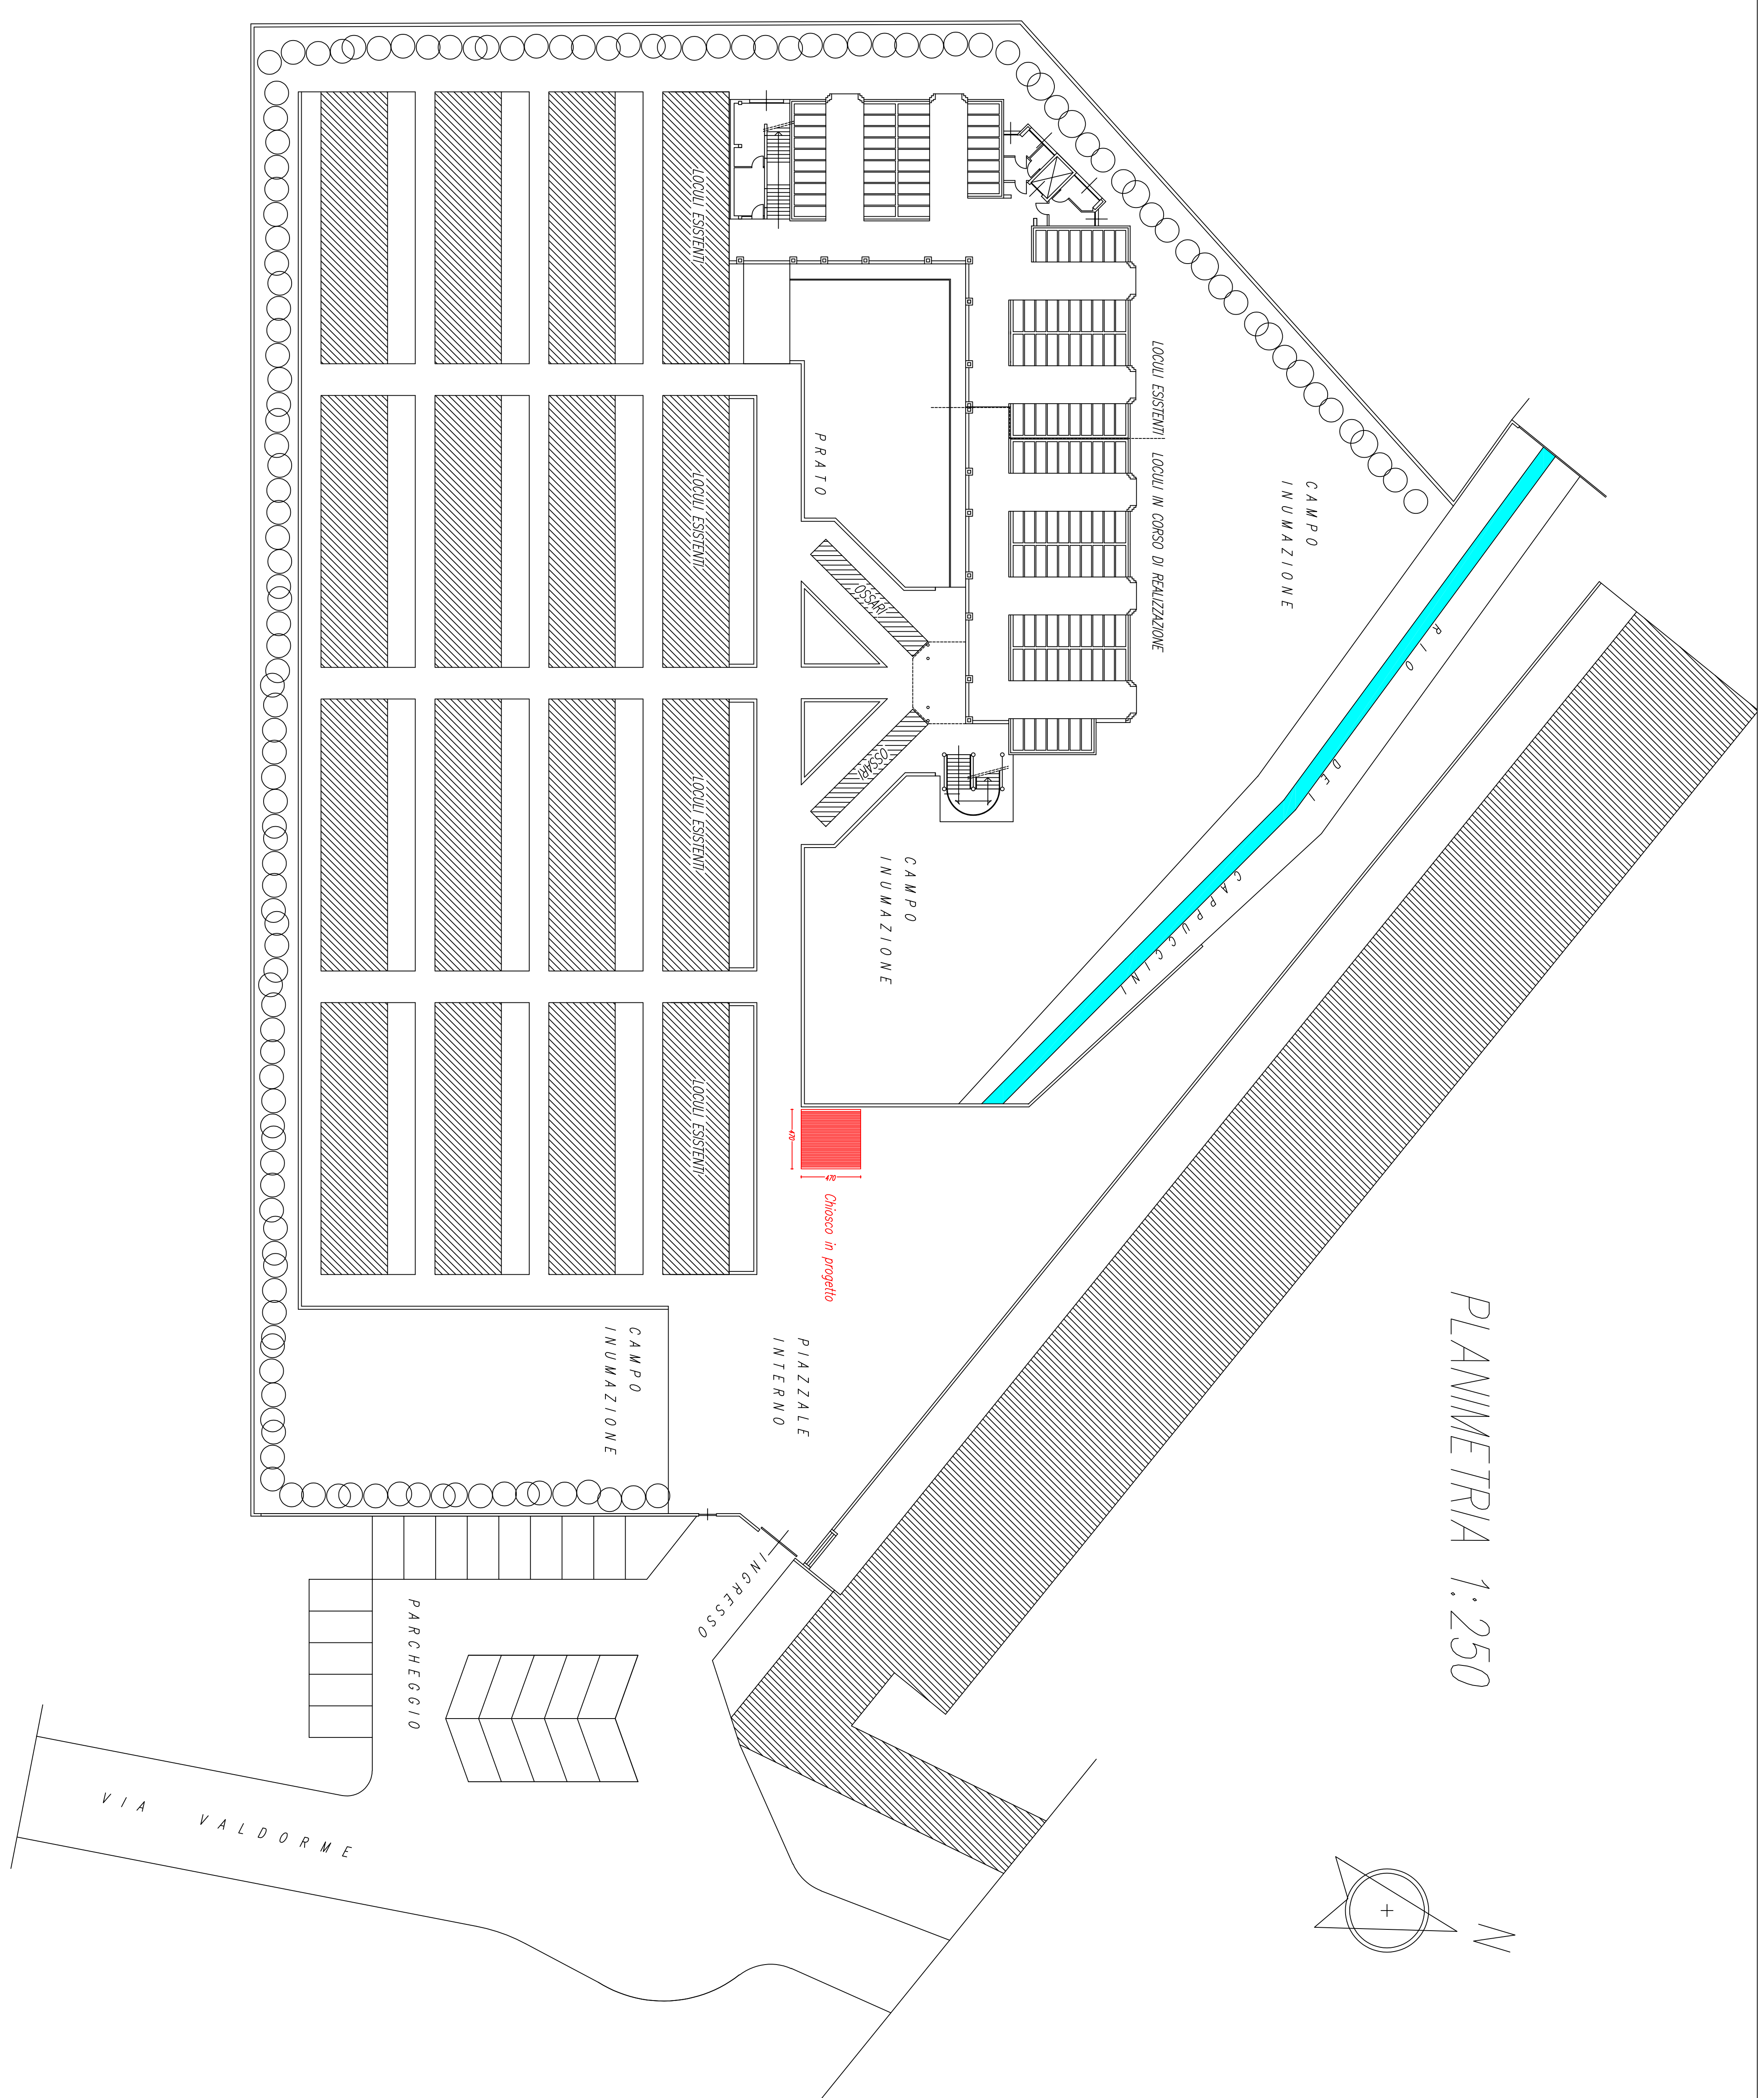 PLANIMETRIA 1:250
N
CAMPO
INUMAZIONE
RIO DEI CAPPUCCINI
LOCULI ESISTENTI
LOCULI IN CORSO DI REALIZZAZIONE
CAMPO
INUMAZIONE
PRATO
OSSARI
OSSARI
LOCULI ESISTENTI
LOCULI ESISTENTI
LOCULI ESISTENTI
LOCULI ESISTENTI
470
470
Chiosco in progetto
PIAZZALE
INTERNO
CAMPO
INUMAZIONE
INGRESSO
PARCHEGGIO
VIA VALDORME